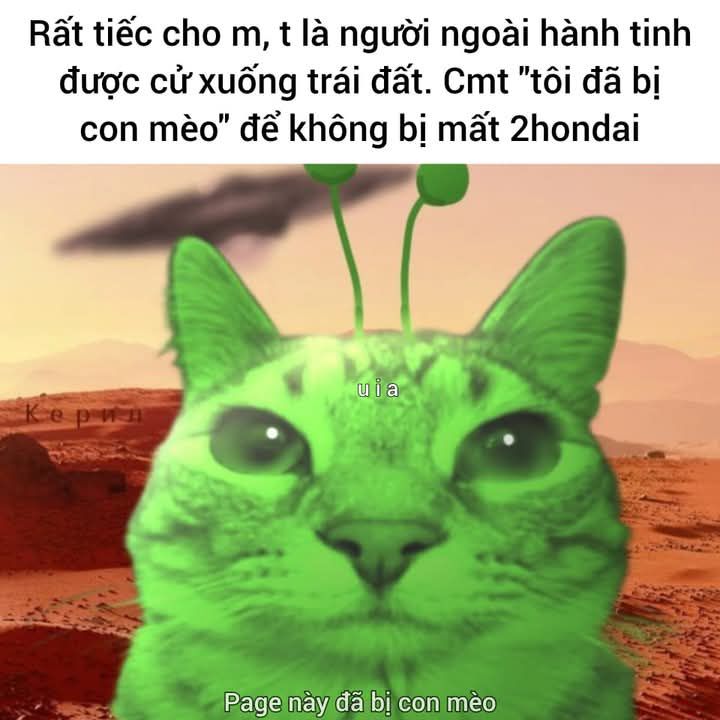 Rất tiếc cho m, t là người ngoài hành tinh
được cử xuống trái đất. Cmt "tôi đã bị
con mèo" để không bị mất 2hondai
u i a
Керил
Page này đã bị con mèo